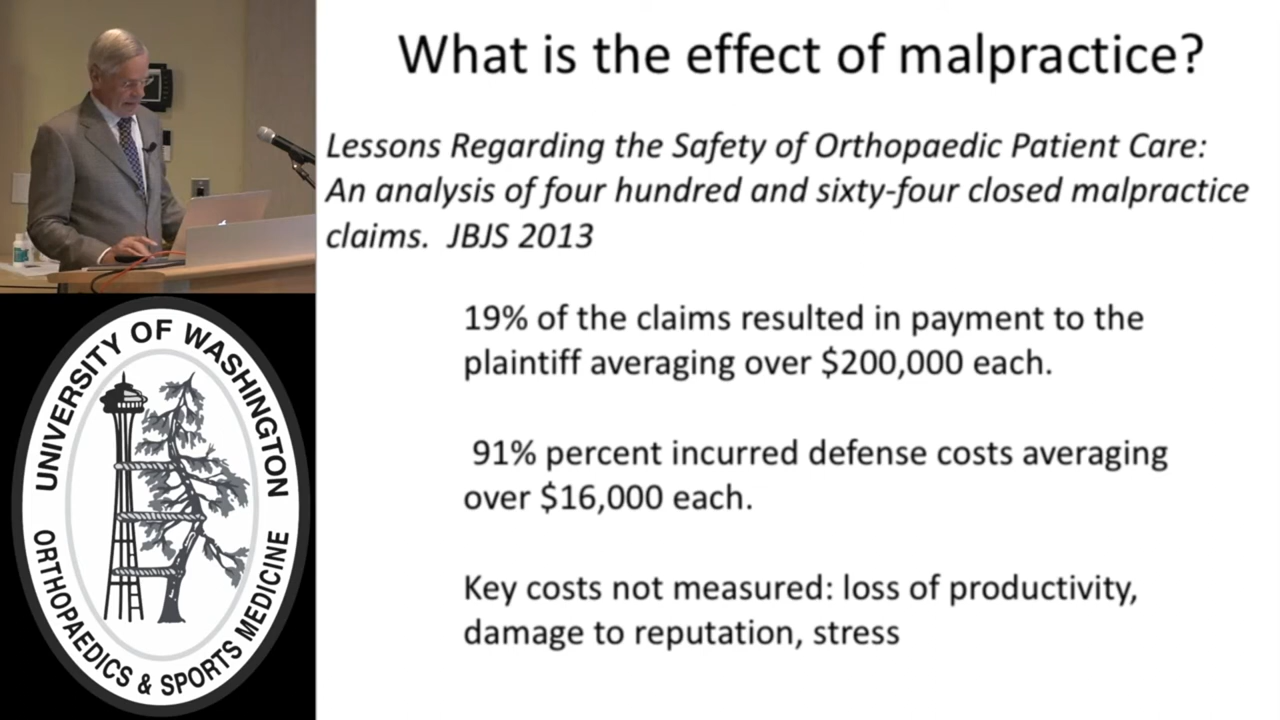 What is the effect of malpractice?
Lessons Regarding the Safety of Orthopaedic Patient Care:
An analysis of four hundred and sixty-four closed malpractice
claims. JBJS 2013
19% of the claims resulted in payment to the
plaintiff averaging over $200,000 each.
91% percent incurred defense costs averaging
over $16,000 each.
Key costs not measured: loss of productivity,
damage to reputation, stress
UNIVERSITY OF WASHINGTON
ORTHOPAEDICS & SPORTS MEDICINE